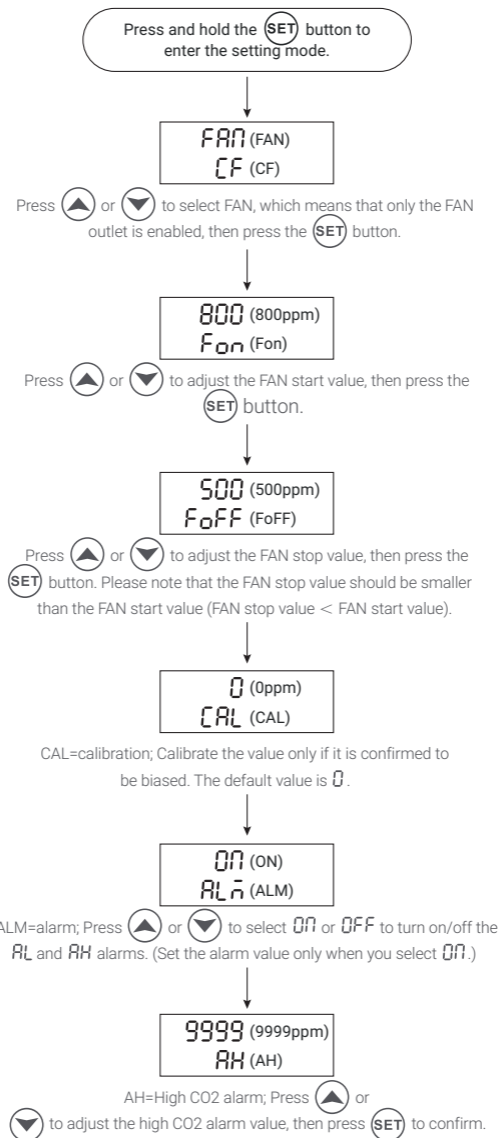 Press and hold the SET button to
enter the setting mode.
FAN (FAN)
CF (CF)
Press or to select FAN, which means that only the FAN
outlet is enabled, then press the SET button.
800 (800ppm)
Fon (Fon)
Press or to adjust the FAN start value, then press the
SET button.
500 (500ppm)
FoFF (FoFF)
Press or to adjust the FAN stop value, then press the
SET button. Please note that the FAN stop value should be smaller
than the FAN start value (FAN stop value < FAN start value).
0 (0ppm)
CAL (CAL)
CAL=calibration; Calibrate the value only if it is confirmed to
be biased. The default value is 0.
ON (ON)
ALM (ALM)
ALM=alarm; Press or to select ON or OFF to turn on/off the
AL and AH alarms. (Set the alarm value only when you select ON.)
9999 (9999ppm)
AH (AH)
AH=High CO2 alarm; Press or
to adjust the high CO2 alarm value, then press SET to confirm.